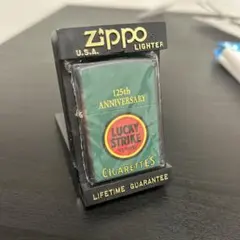 zippo
U.S.A. LIGHTER
125th
ANNIVERSARY
LUCKY
STRIKE
CIGARETTES
LIFETIME GUARANTEE